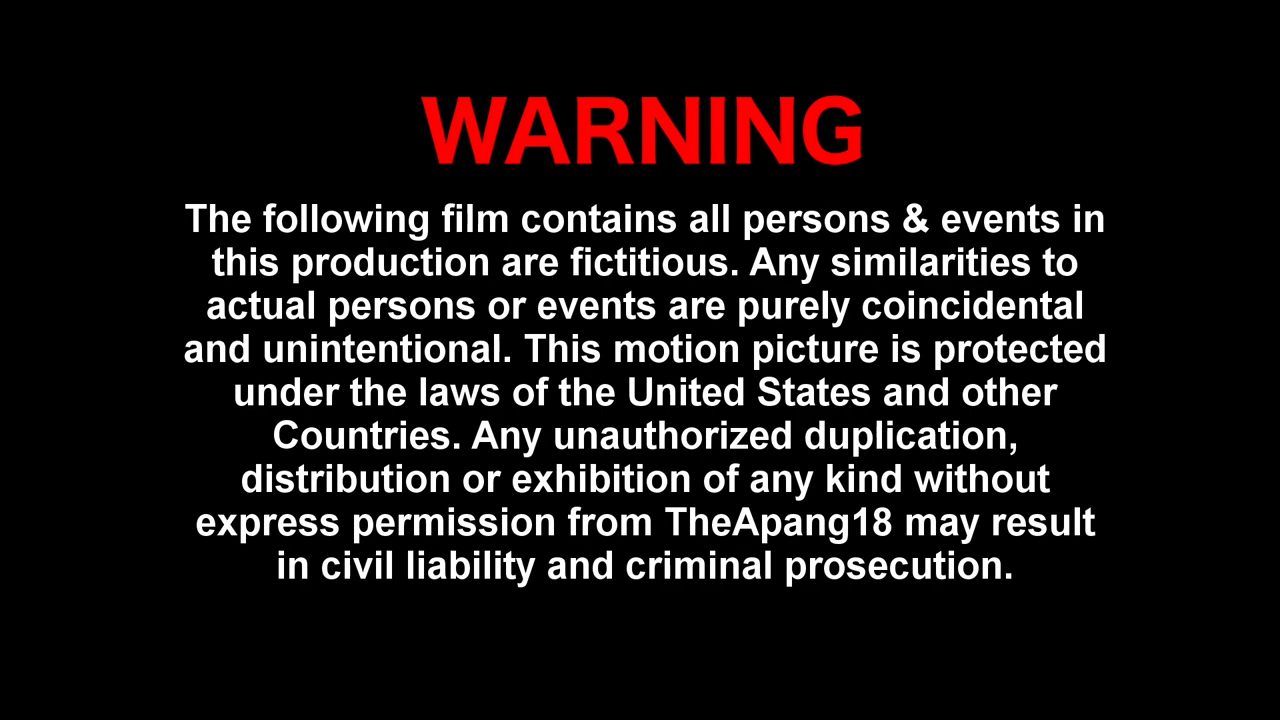 WARNING
The following film contains all persons & events in
this production are fictitious. Any similarities to
actual persons or events are purely coincidental
and unintentional. This motion picture is protected
under the laws of the United States and other
Countries. Any unauthorized duplication,
distribution or exhibition of any kind without
express permission from TheApang18 may result
in civil liability and criminal prosecution.